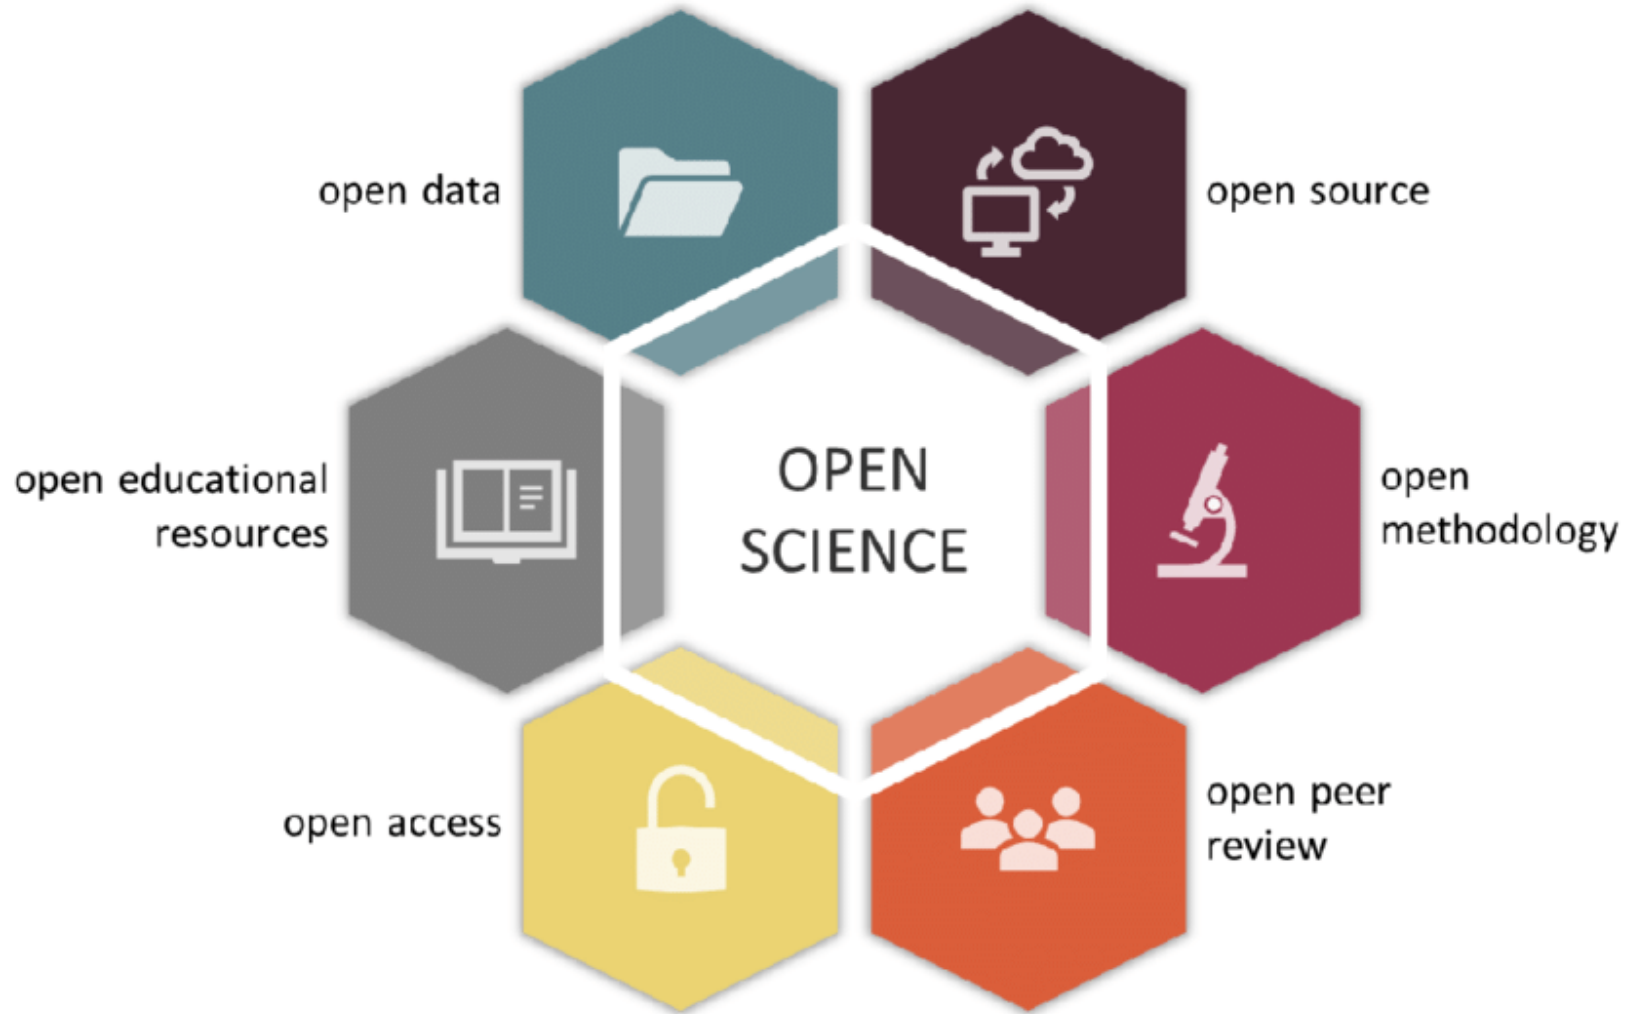 open data
open source
open educational
resources
OPEN
SCIENCE
open
methodology
open access
open peer
review